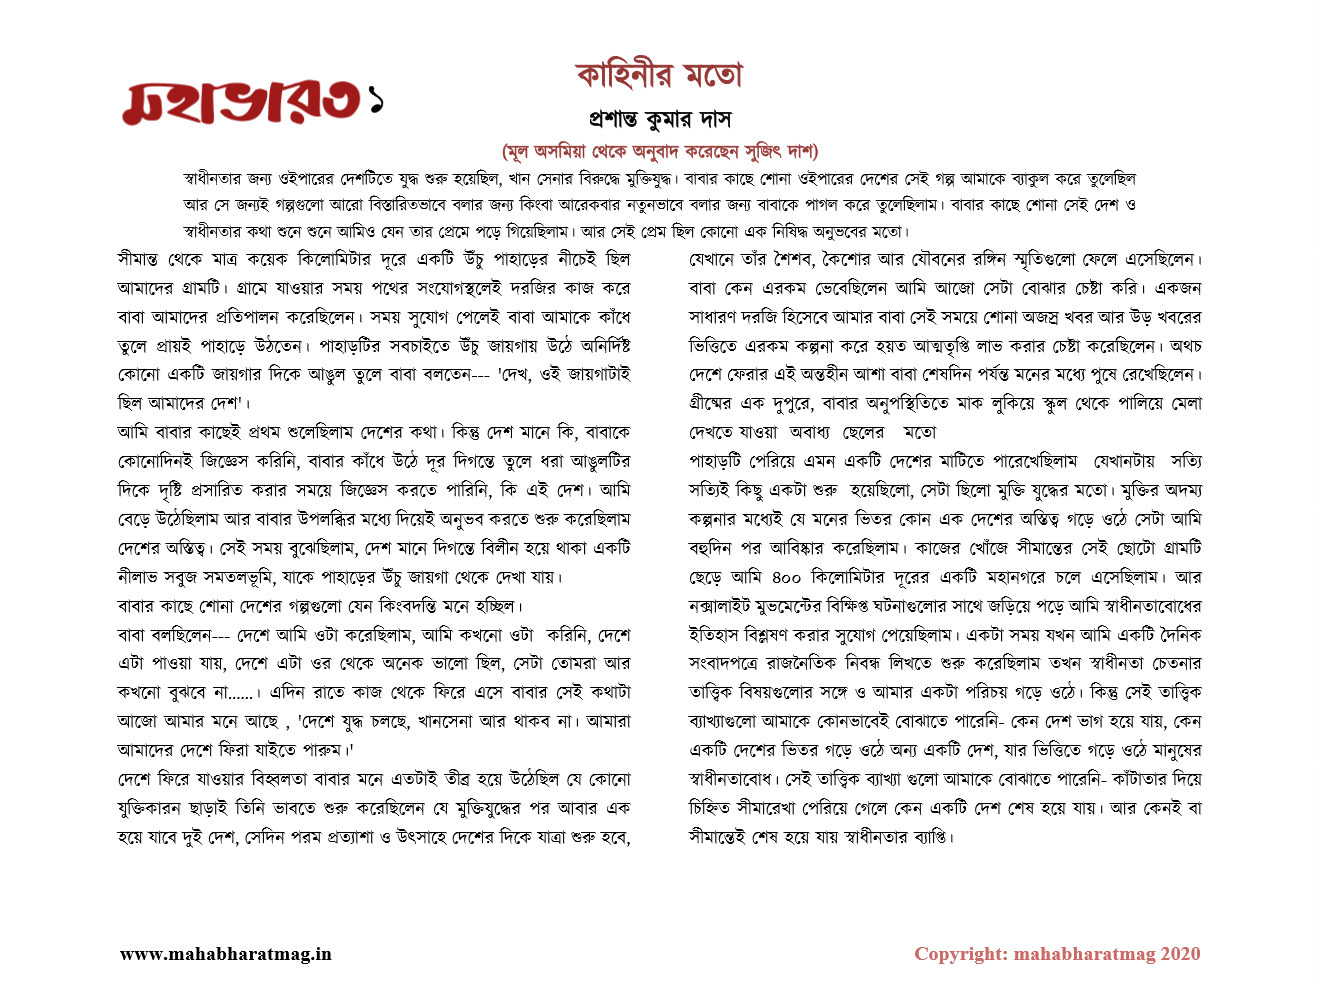 মহাভারত ১
কাহিনীর মতো
প্রশান্ত কুমার দাস
(মূল অসমিয়া থেকে অনুবাদ করেছেন সুজিৎ দাশ)
স্বাধীনতার জন্য ওইপারের দেশটিতে যুদ্ধ শুরু হয়েছিল, খান সেনার বিরুদ্ধে মুক্তিযুদ্ধ। বাবার কাছে শোনা ওইপারের দেশের সেই গল্প আমাকে ব্যাকুল করে তুলেছিল
আর সে জন্যই গল্পগুলো আরো বিস্তারিতভাবে বলার জন্য কিংবা আরেকবার নতুনভাবে বলার জন্য বাবাকে পাগল করে তুলেছিলাম। বাবার কাছে শোনা সেই দেশ ও
স্বাধীনতার কথা শুনে শুনে আমিও যেন তার প্রেমে পড়ে গিয়েছিলাম। আর সেই প্রেম ছিল কোনো এক নিষিদ্ধ অনুভবের মতো।
সীমান্ত থেকে মাত্র কয়েক কিলোমিটার দূরে একটি উঁচু পাহাড়ের নীচেই ছিল
আমাদের গ্রামটি। গ্রামে যাওয়ার সময় পথের সংযোগস্থলেই দরজির কাজ করে
বাবা আমাদের প্রতিপালন করেছিলেন। সময় সুযোগ পেলেই বাবা আমাকে কাঁধে
তুলে প্রায়ই পাহাড়ে উঠতেন। পাহাড়টির সবচাইতে উঁচু জায়গায় উঠে অনির্দিষ্ট
কোনো একটি জায়গার দিকে আঙুল তুলে বাবা বলতেন--- 'দেখ, ওই জায়গাটাই
ছিল আমাদের দেশ'।
আমি বাবার কাছেই প্রথম শুলেছিলাম দেশের কথা। কিন্তু দেশ মানে কি, বাবাকে
কোনোদিনই জিজ্ঞেস করিনি, বাবার কাঁধে উঠে দূর দিগন্তে তুলে ধরা আঙুলটির
দিকে দৃষ্টি প্রসারিত করার সময়ে জিজ্ঞেস করতে পারিনি, কি এই দেশ। আমি
বেড়ে উঠেছিলাম আর বাবার উপলব্ধির মধ্যে দিয়েই অনুভব করতে শুরু করেছিলাম
দেশের অস্তিত্ব। সেই সময় বুঝেছিলাম, দেশ মানে দিগন্তে বিলীন হয়ে থাকা একটি
নীলাভ সবুজ সমতলভূমি, যাকে পাহাড়ের উঁচু জায়গা থেকে দেখা যায়।
বাবার কাছে শোনা দেশের গল্পগুলো যেন কিংবদন্তি মনে হচ্ছিল।
বাবা বলছিলেন--- দেশে আমি ওটা করেছিলাম, আমি কখনো ওটা করিনি, দেশে
এটা পাওয়া যায়, দেশে এটা ওর থেকে অনেক ভালো ছিল, সেটা তোমরা আর
কখনো বুঝবে না......। এদিন রাতে কাজ থেকে ফিরে এসে বাবার সেই কথাটা
আজো আমার মনে আছে , 'দেশে যুদ্ধ চলছে, খানসেনা আর থাকব না। আমারা
আমাদের দেশে ফিরা যাইতে পারুম।'
দেশে ফিরে যাওয়ার বিহ্বলতা বাবার মনে এতটাই তীব্র হয়ে উঠেছিল যে কোনো
যুক্তিকারন ছাড়াই তিনি ভাবতে শুরু করেছিলেন যে মুক্তিযুদ্ধের পর আবার এক
হয়ে যাবে দুই দেশ, সেদিন পরম প্রত্যাশা ও উৎসাহে দেশের দিকে যাত্রা শুরু হবে,
যেখানে তাঁর শৈশব, কৈশোর আর যৌবনের রঙ্গিন স্মৃতিগুলো ফেলে এসেছিলেন।
বাবা কেন এরকম ভেবেছিলেন আমি আজো সেটা বোঝার চেষ্টা করি। একজন
সাধারণ দরজি হিসেবে আমার বাবা সেই সময়ে শোনা অজস্র খবর আর উড় খবরের
ভিত্তিতে এরকম কল্পনা করে হয়ত আত্মতৃপ্তি লাভ করার চেষ্টা করেছিলেন। অথচ
দেশে ফেরার এই অন্তহীন আশা বাবা শেষদিন পর্যন্ত মনের মধ্যে পুষে রেখেছিলেন।
গ্রীষ্মের এক দুপুরে, বাবার অনুপস্থিতিতে মাক লুকিয়ে স্কুল থেকে পালিয়ে মেলা
দেখতে যাওয়া অবাধ্য ছেলের মতো
পাহাড়টি পেরিয়ে এমন একটি দেশের মাটিতে পারেখেছিলাম যেখানটায় সত্যি
সত্যিই কিছু একটা শুরু হয়েছিলো, সেটা ছিলো মুক্তি যুদ্ধের মতো। মুক্তির অদম্য
কল্পনার মধ্যেই যে মনের ভিতর কোন এক দেশের অস্তিত্ব গড়ে ওঠে সেটা আমি
বহুদিন পর আবিষ্কার করেছিলাম। কাজের খোঁজে সীমান্তের সেই ছোটো গ্রামটি
ছেড়ে আমি ৪০০ কিলোমিটার দূরের একটি মহানগরে চলে এসেছিলাম। আর
নক্সালাইট মুভমেন্টের বিক্ষিপ্ত ঘটনাগুলোর সাথে জড়িয়ে পড়ে আমি স্বাধীনতাবোধের
ইতিহাস বিশ্লেষণ করার সুযোগ পেয়েছিলাম। একটা সময় যখন আমি একটি দৈনিক
সংবাদপত্রে রাজনৈতিক নিবন্ধ লিখতে শুরু করেছিলাম তখন স্বাধীনতা চেতনার
তাত্ত্বিক বিষয়গুলোর সঙ্গে ও আমার একটা পরিচয় গড়ে ওঠে। কিন্তু সেই তাত্ত্বিক
ব্যাখ্যাগুলো আমাকে কোনভাবেই বোঝাতে পারেনি- কেন দেশ ভাগ হয়ে যায়, কেন
একটি দেশের ভিতর গড়ে ওঠে অন্য একটি দেশ, যার ভিত্তিতে গড়ে ওঠে মানুষের
স্বাধীনতাবোধ। সেই তাত্ত্বিক ব্যাখ্যা গুলো আমাকে বোঝাতে পারেনি- কাঁটাতার দিয়ে
চিহ্নিত সীমারেখা পেরিয়ে গেলে কেন একটি দেশ শেষ হয়ে যায়। আর কেনই বা
সীমান্তেই শেষ হয়ে যায় স্বাধীনতার ব্যাপ্তি।
www.mahabharatmag.in
Copyright: mahabharatmag 2020